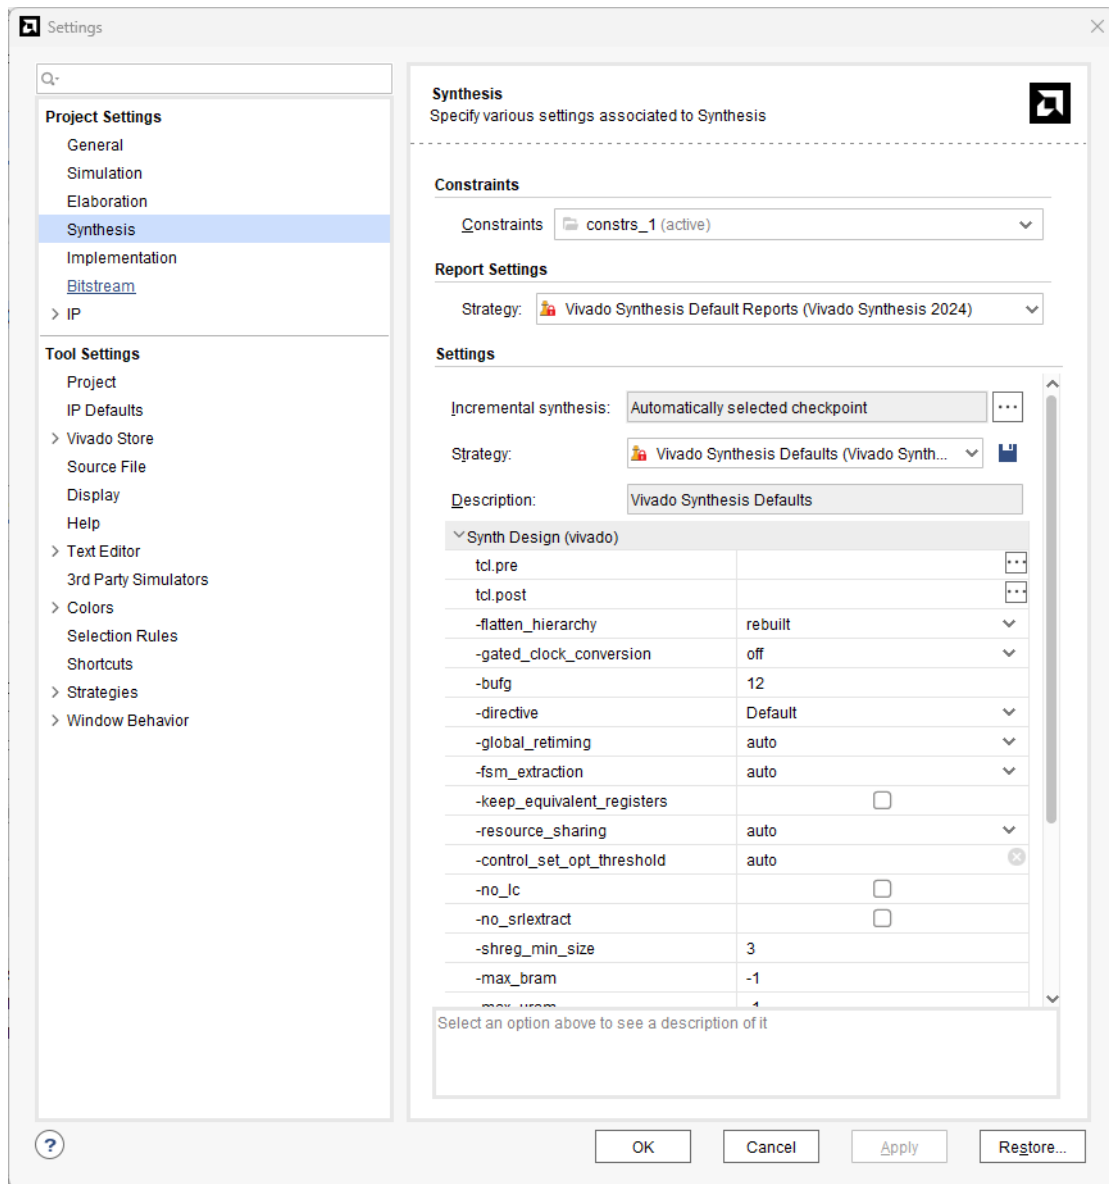 Settings
Project Settings
General
Simulation
Elaboration
Synthesis
Implementation
Bitstream
IP
Tool Settings
Project
IP Defaults
Vivado Store
Source File
Display
Help
Text Editor
3rd Party Simulators
Colors
Selection Rules
Shortcuts
Strategies
Window Behavior
Synthesis
Specify various settings associated to Synthesis
Constraints
Constraints constrs_1 (active)
Report Settings
Strategy: Vivado Synthesis Default Reports (Vivado Synthesis 2024)
Settings
Incremental synthesis: Automatically selected checkpoint ...
Strategy: Vivado Synthesis Defaults (Vivado Synth...
Description: Vivado Synthesis Defaults
Synth Design (vivado)
tcl.pre ...
tcl.post ...
-flatten_hierarchy rebuilt
-gated_clock_conversion off
-bufg 12
-directive Default
-global_retiming auto
-fsm_extraction auto
-keep_equivalent_registers
-resource_sharing auto
-control_set_opt_threshold auto
-no_lc
-no_srlextract
-shreg_min_size 3
-max_bram -1
-max_uram -1
Select an option above to see a description of it
? OK Cancel Apply Restore...